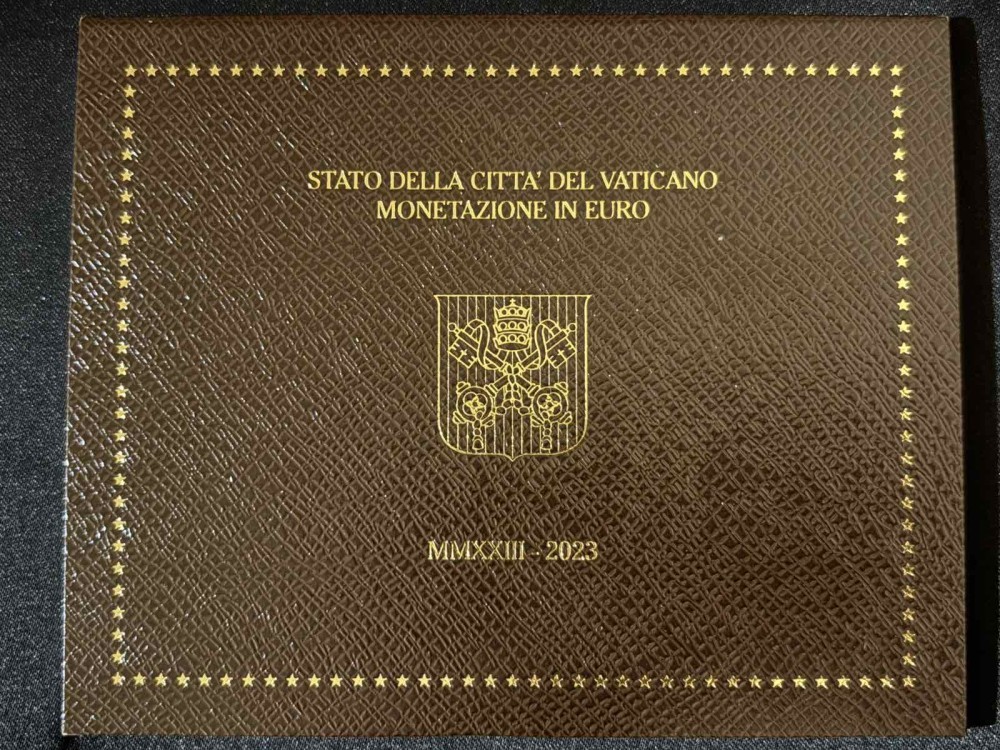 STATO DELLA CITTA' DEL VATICANO
MONETAZIONE IN EURO
MMXXIII - 2023